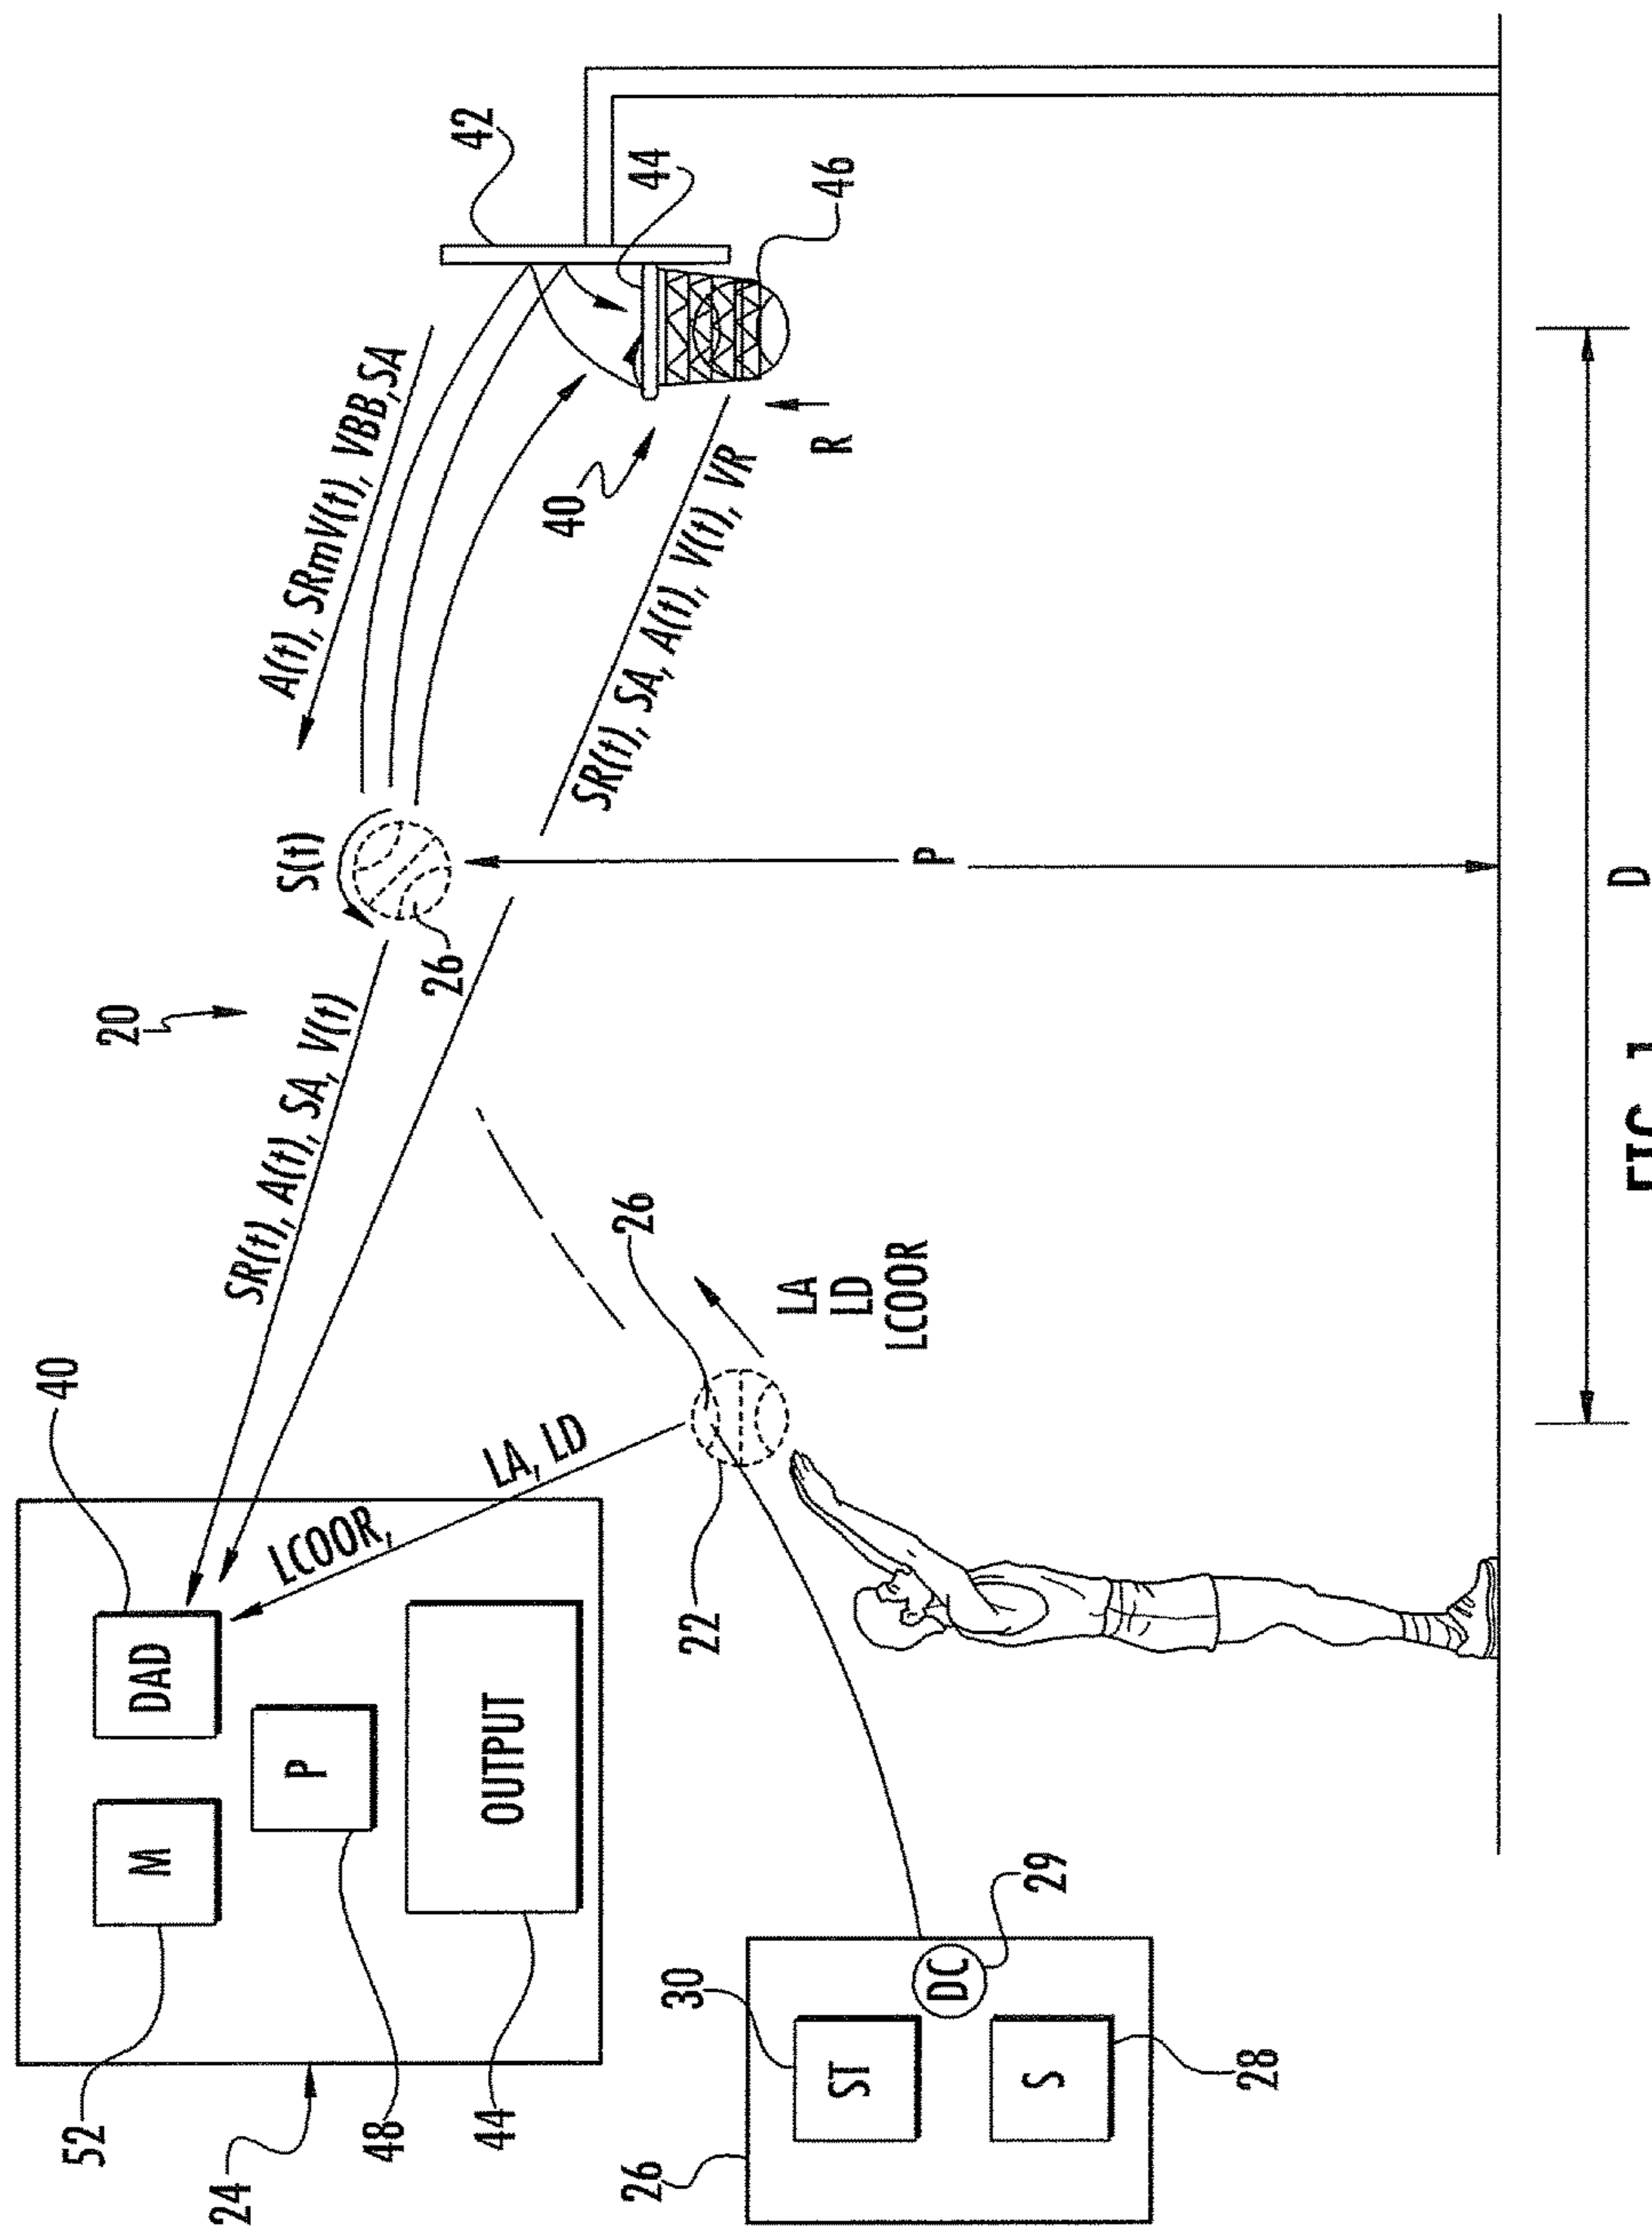 52
24
M
DAD
40
P
48
OUTPUT
44
LCOOR,
LA, LD
SR(t), A(t), SA, V(t)
20
S(t)
26
A(t), SRmV(t), VBB, SA
42
44
46
40
R
SR(t), SA, A(t), V(t), VR
P
26
22
LA
LD
LCOOR
26
30
ST
DC
29
S
28
D